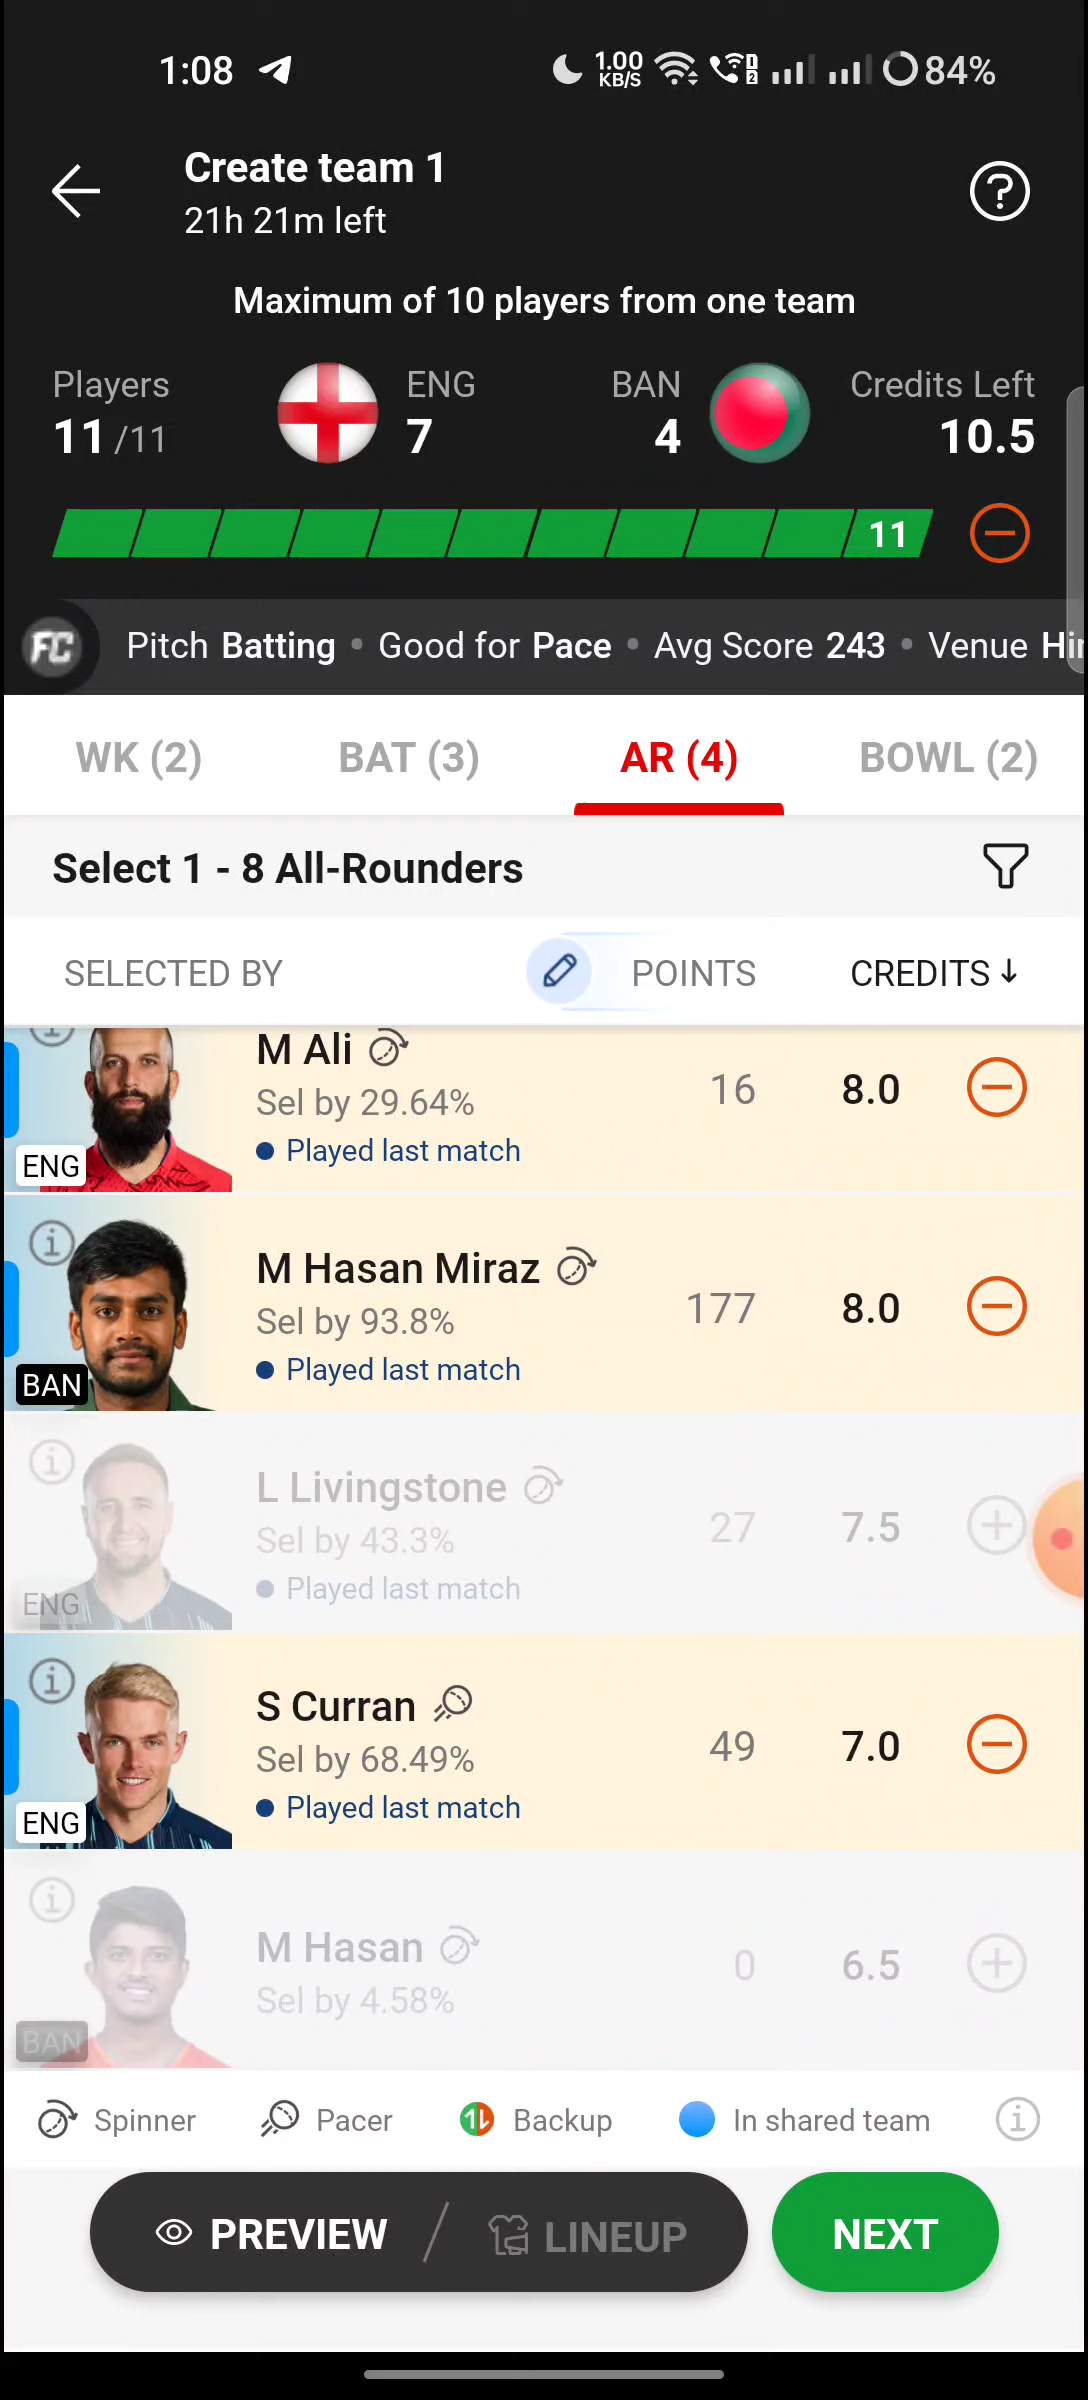 1:08
1.00 KB/S
84%
Create team 1
21h 21m left
Maximum of 10 players from one team
Players
11/11
ENG
7
BAN
4
Credits Left
10.5
11
FC
Pitch Batting • Good for Pace • Avg Score 243 • Venue
WK (2) BAT (3) AR (4) BOWL (2)
Select 1 - 8 All-Rounders
SELECTED BY POINTS CREDITS ↓
M Ali
Sel by 29.64%
Played last match
16 8.0
ENG
M Hasan Miraz
Sel by 93.8%
Played last match
177 8.0
BAN
L Livingstone
Sel by 43.3%
Played last match
27 7.5
ENG
S Curran
Sel by 68.49%
Played last match
49 7.0
ENG
M Hasan
Sel by 4.58%
0 6.5
BAN
Spinner Pacer Backup In shared team
PREVIEW / LINEUP NEXT